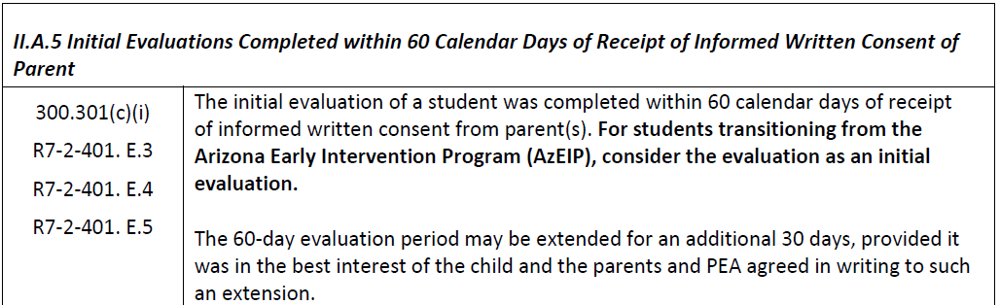 II.A.5 Initial Evaluations Completed within 60 Calendar Days of Receipt of Informed Written Consent of
Parent
300.301(c)(i)
R7-2-401. E.3
R7-2-401. E.4
R7-2-401. E.5
The initial evaluation of a student was completed within 60 calendar days of receipt
of informed written consent from parent(s). For students transitioning from the
Arizona Early Intervention Program (AzEIP), consider the evaluation as an initial
evaluation.
The 60-day evaluation period may be extended for an additional 30 days, provided it
was in the best interest of the child and the parents and PEA agreed in writing to such
an extension.